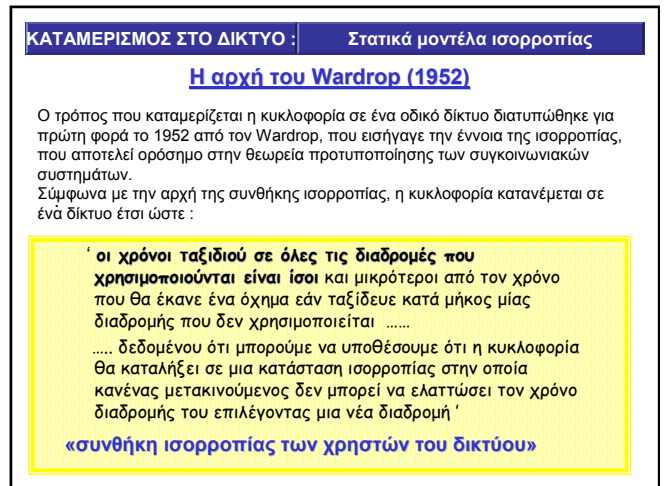 ΚΑΤΑΜΕΡΙΣΜΟΣ ΣΤΟ ΔΙΚΤΥΟ : Στατικά μοντέλα ισορροπίας
Η αρχή του Wardrop (1952)
Ο τρόπος που καταμερίζεται η κυκλοφορία σε ένα οδικό δίκτυο διατυπώθηκε για
πρώτη φορά το 1952 από τον Wardrop, που εισήγαγε την έννοια της ισορροπίας,
που αποτελεί ορόσημο στην θεωρεία προτυποποίησης των συγκοινωνιακών
συστημάτων.
Σύμφωνα με την αρχή της συνθήκης ισορροπίας, η κυκλοφορία κατανέμεται σε
ένα δίκτυο έτσι ώστε :
‘ οι χρόνοι ταξιδιού σε όλες τις διαδρομές που
χρησιμοποιούνται είναι ίσοι και μικρότεροι από τον χρόνο
που θα έκανε ένα όχημα εάν ταξίδευε κατά μήκος μίας
διαδρομής που δεν χρησιμοποιείται ……
….. δεδομένου ότι μπορούμε να υποθέσουμε ότι η κυκλοφορία
θα καταλήξει σε μια κατάσταση ισορροπίας στην οποία
κανένας μετακινούμενος δεν μπορεί να ελαττώσει τον χρόνο
διαδρομής του επιλέγοντας μια νέα διαδρομή ’
«συνθήκη ισορροπίας των χρηστών του δικτύου»